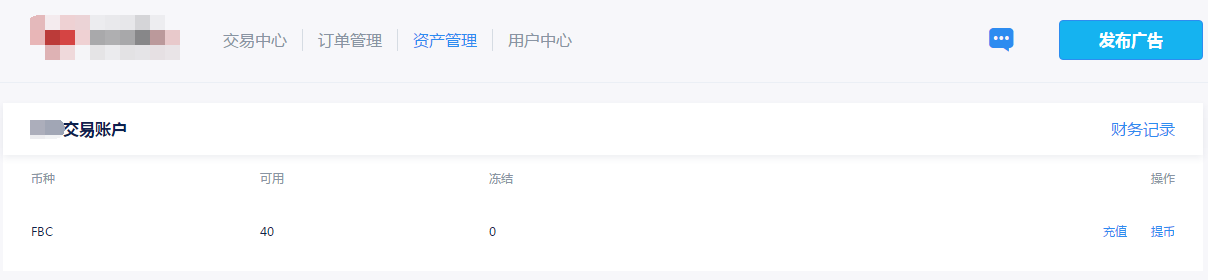 交易中心 订单管理 资产管理 用户中心 发布广告
交易账户 财务记录
币种 可用 冻结 操作
FBC 40 0 充值 提币